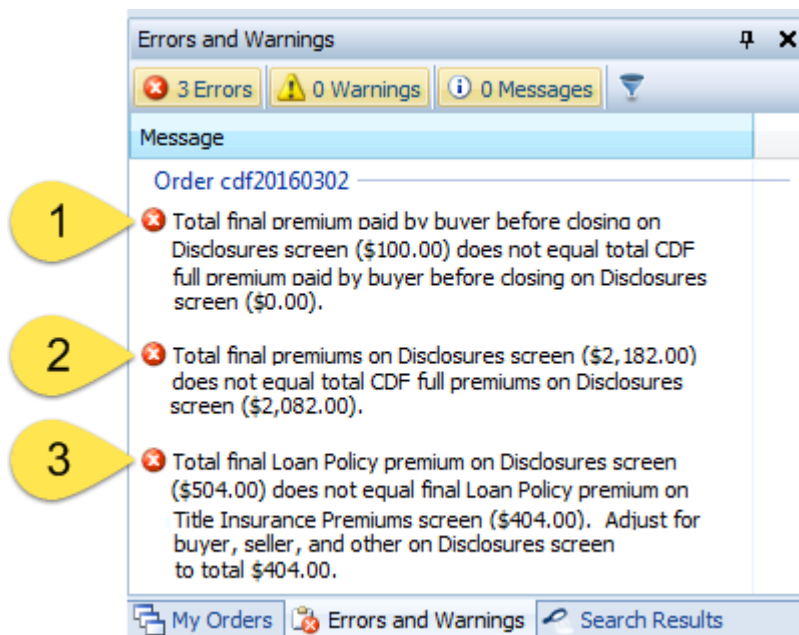 Errors and Warnings
3 Errors 0 Warnings 0 Messages
Message
Order cdf20160302
1
Total final premium paid by buyer before closing on
Disclosures screen ($100.00) does not equal total CDF
full premium paid by buyer before closing on Disclosures
screen ($0.00).
2
Total final premiums on Disclosures screen ($2,182.00)
does not equal total CDF full premiums on Disclosures
screen ($2,082.00).
3
Total final Loan Policy premium on Disclosures screen
($504.00) does not equal final Loan Policy premium on
Title Insurance Premiums screen ($404.00). Adjust for
buyer, seller, and other on Disclosures screen
to total $404.00.
My Orders Errors and Warnings Search Results